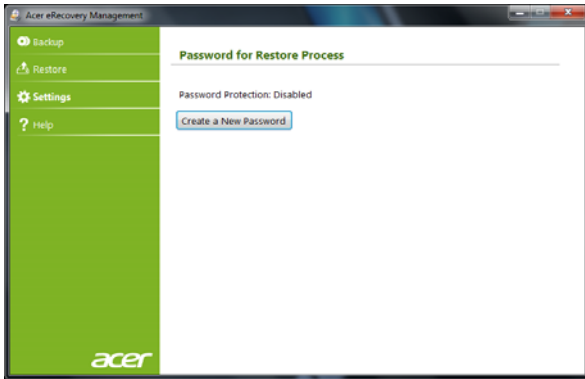 Acer eRecovery Management
Backup
Restore
Settings
Help
Password for Restore Process
Password Protection: Disabled
Create a New Password
acer